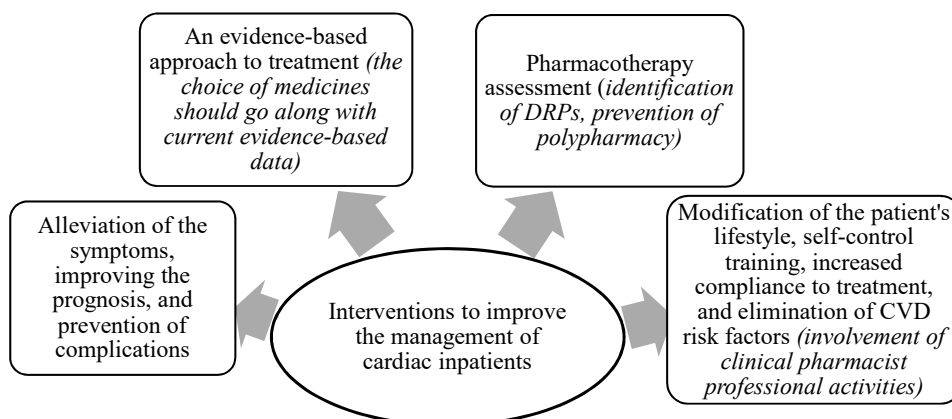 An evidence-based
approach to treatment (the
choice of medicines
should go along with
current evidence-based
data)
Pharmacotherapy
assessment (identification
of DRPs, prevention of
polypharmacy)
Alleviation of the
symptoms,
improving the
prognosis, and
prevention of
complications
Interventions to improve
the management of
cardiac inpatients
Modification of the patient's
lifestyle, self-control
training, increased
compliance to treatment,
and elimination of CVD
risk factors (involvement of
clinical pharmacist
professional activities)